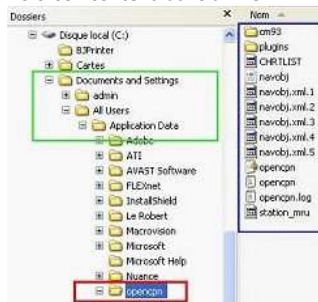 Dossiers
Disque local (C:)
BJPrinter
Cartes
Documents and Settings
admin
All Users
Application Data
Adobe
ATI
AVAST Software
FLEXnet
InstallShield
Le Robert
Macrovision
Microsoft
Microsoft Help
Nuance
opencpn
Nom
cm93
plugins
CHRTLIST
navobj
navobj.xml.1
navobj.xml.2
navobj.xml.3
navobj.xml.4
navobj.xml.5
opencpn
opencpn
opencpn.log
station_mru